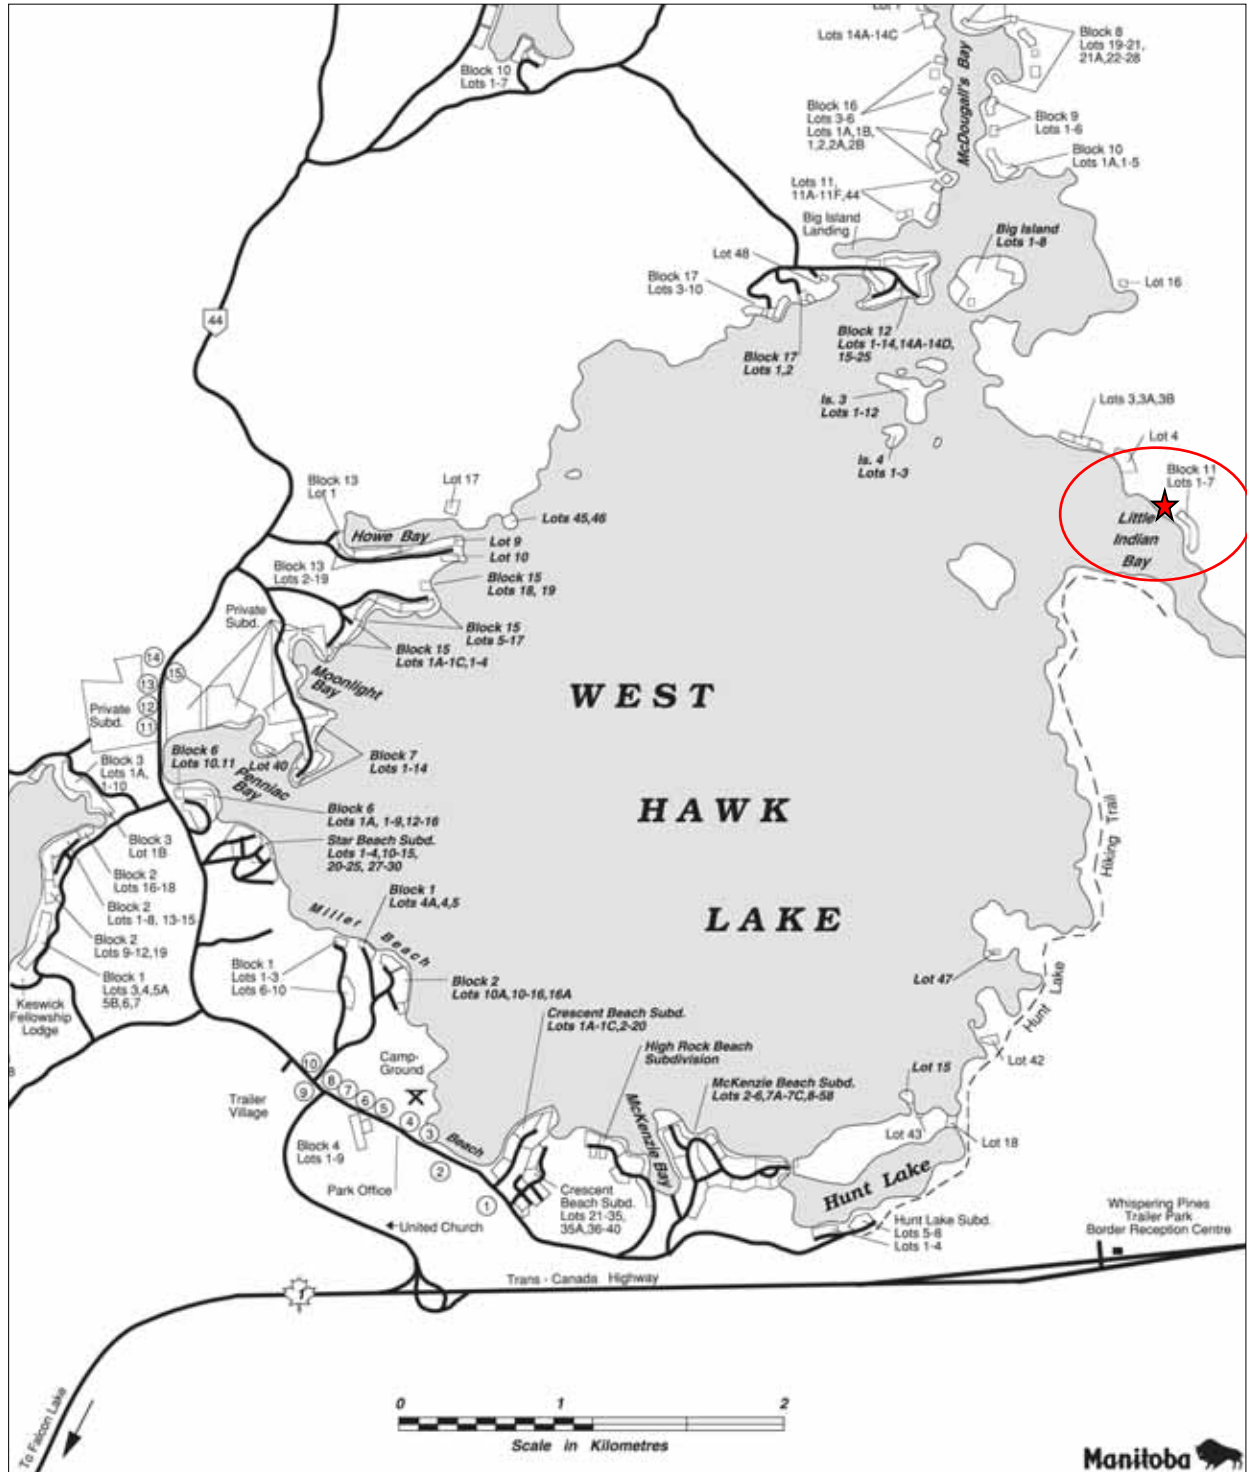 Lots 14A-14C
McDougall's Bay
Block 8
Lots 19-21,
21A,22-28
Block 10
Lots 1-7
Block 16
Lots 3-6
Lots 1A,1B,
1,2,2A,2B
Block 9
Lots 1-6
Block 10
Lots 1A,1-5
Lots 11,
11A-11F,44
Big Island
Landing
Big Island
Lots 1-8
Lot 48
Block 17
Lots 3-10
Lot 16
44
Block 12
Lots 1-14,14A-14D,
15-25
Block 17
Lots 1,2
Is. 3
Lots 1-12
Lots 3,3A,3B
Lot 4
Is. 4
Lots 1-3
Block 11
Lots 1-7
Little
Indian
Bay
Block 13
Lot 1
Lot 17
Lots 45,46
Howe Bay
Lot 9
Lot 10
Block 13
Lots 2-19
Block 15
Lots 18, 19
Private
Subd.
Block 15
Lots 5-17
Block 15
Lots 1A-1C,1-4
Moonlight
Bay
14
15
13
12
11
Private
Subd.
WEST
HAWK
LAKE
Block 6
Lots 10.11
Lot 40
Penniac
Bay
Block 7
Lots 1-14
Block 3
Lots 1A,
1-10
Block 6
Lots 1A, 1-9,12-16
Block 3
Lot 1B
Star Beach Subd.
Lots 1-4,10-15,
20-25, 27-30
Block 2
Lots 16-18
Block 1
Lots 4A,4,5
Block 2
Lots 1-8, 13-15
Miller Beach
Block 2
Lots 9-12,19
Block 1
Lots 3,4,5A
5B,6,7
Block 1
Lots 1-3
Lots 6-10
Block 2
Lots 10A,10-16,16A
Lot 47
Hunt Lake Hiking Trail
Keswick
Fellowship
Lodge
8
Crescent Beach Subd.
Lots 1A-1C,2-20
High Rock Beach
Subdivision
Lot 42
Camp-
Ground
Lot 15
McKenzie Beach Subd.
Lots 2-6,7A-7C,8-58
Trailer
Village
10
9
8
7
6
5
4
3
2
1
Beach
McKenzie Bay
Lot 43
Lot 18
Block 4
Lots 1-9
Park Office
Hunt Lake
Crescent
Beach Subd.
Lots 21-35,
35A,36-40
United Church
Hunt Lake Subd.
Lots 5-8
Lots 1-4
Whispering Pines
Trailer Park
Border Reception Centre
Trans - Canada Highway
1
To Falcon Lake
0 1 2
Scale in Kilometres
Manitoba